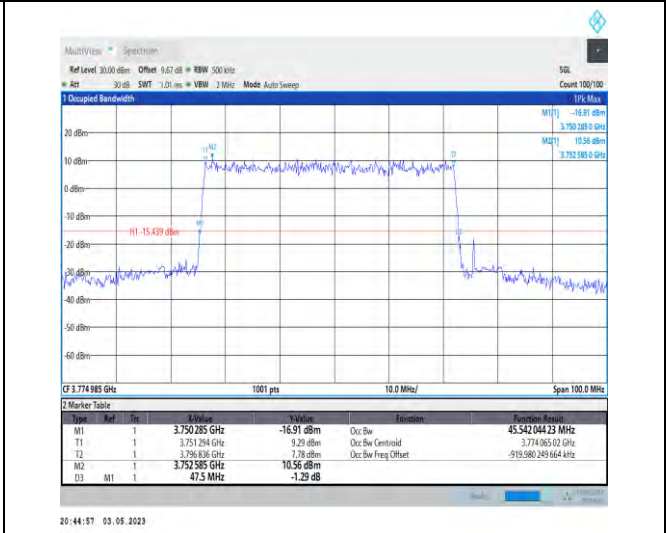 MultiView Spectrum
Ref Level 30.00 dBm Offset 9.67 dB RBW 500 kHz SGL
Att 30 dB SWT 1.01 ms VBW 2 MHz Mode Auto Sweep Count 100/100
1 Occupied Bandwidth 1Pk Max
M1[1] -16.91 dBm
3.750 285 0 GHz
20 dBm M2[1] 10.56 dBm
3.752 585 0 GHz
T1 M2 T2
10 dBm
0 dBm
-10 dBm
M1
H1 -15.439 dBm
-20 dBm
-30 dBm
-40 dBm
-50 dBm
-60 dBm
CF 3.774 985 GHz 1001 pts 10.0 MHz/ Span 100.0 MHz
2 Marker Table
Type Ref Trc X-Value Y-Value Function Function Result
M1 1 3.750 285 GHz -16.91 dBm Occ Bw 45.542 044 23 MHz
T1 1 3.751 294 GHz 9.29 dBm Occ Bw Centroid 3.774 065 02 GHz
T2 1 3.796 836 GHz 7.78 dBm Occ Bw Freq Offset -919.980 249 664 kHz
M2 1 3.752 585 GHz 10.56 dBm
D3 M1 1 47.5 MHz -1.29 dB
20:44:57 03.05.2023